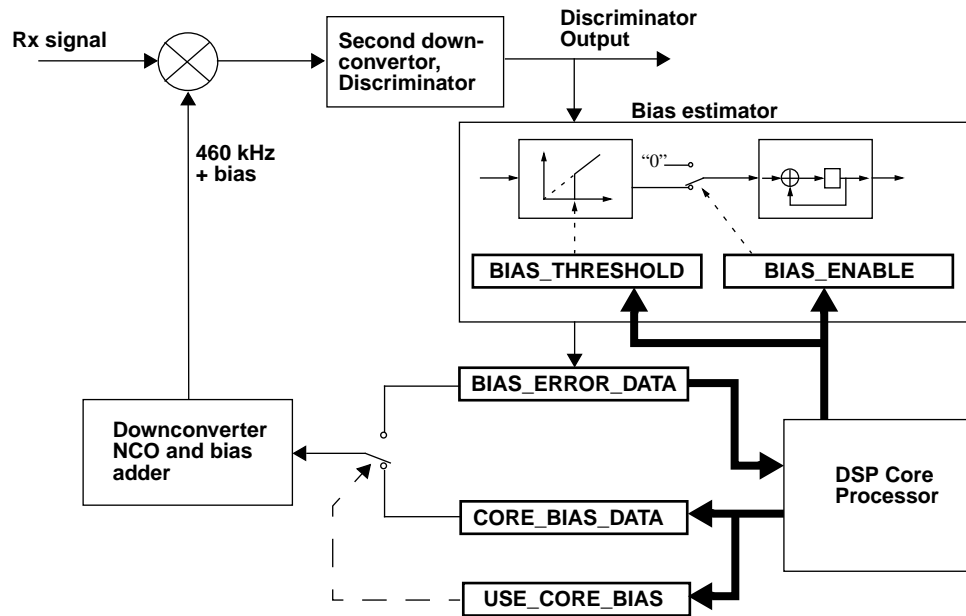 Rx signal
Second down-
convertor,
Discriminator
Discriminator
Output
Bias estimator
460 kHz
+ bias
“0”
BIAS_THRESHOLD
BIAS_ENABLE
BIAS_ERROR_DATA
Downconverter
NCO and bias
adder
DSP Core
Processor
CORE_BIAS_DATA
USE_CORE_BIAS